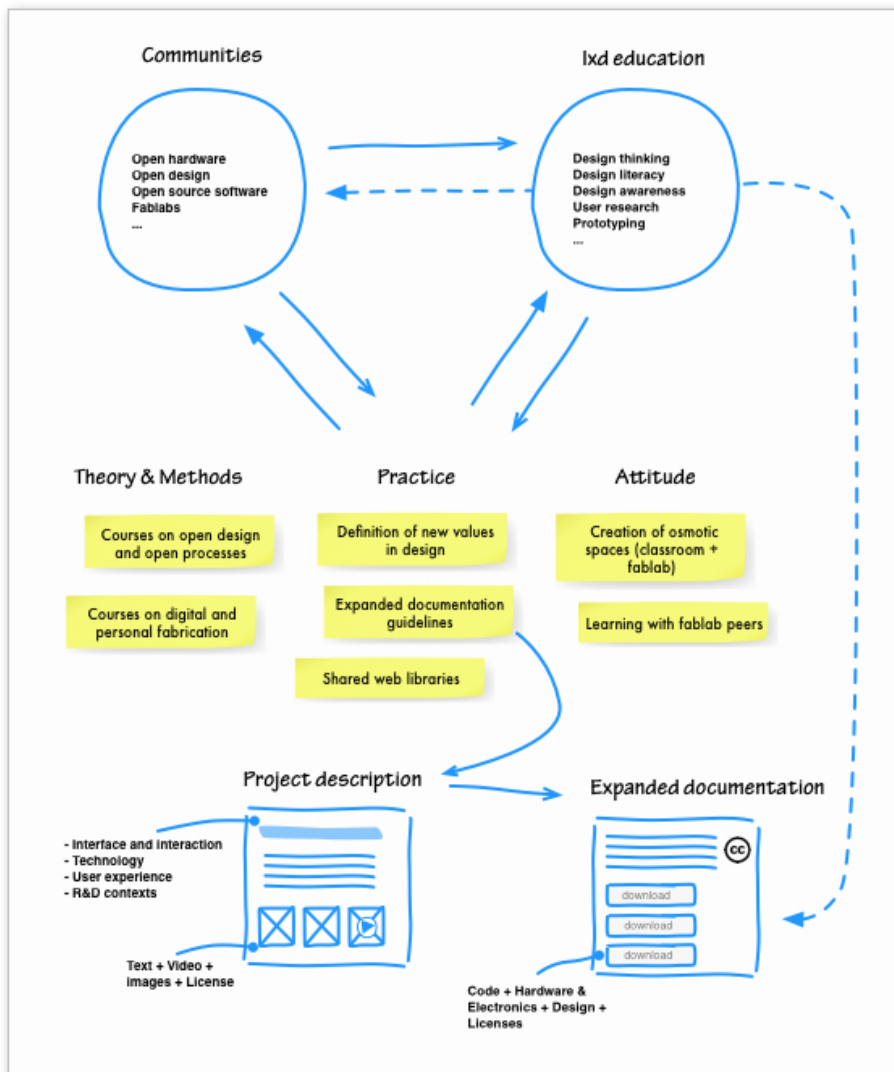 Communities
Ixd education
Open hardware
Open design
Open source software
Fablabs
...
Design thinking
Design literacy
Design awareness
User research
Prototyping
...
Theory & Methods
Practice
Attitude
Courses on open design
and open processes
Courses on digital and
personal fabrication
Definition of new values
in design
Expanded documentation
guidelines
Shared web libraries
Creation of osmotic
spaces (classroom +
fablab)
Learning with fablab peers
Project description
Expanded documentation
- Interface and interaction
- Technology
- User experience
- R&D contexts
Text + Video +
images + License
cc
download
download
download
Code + Hardware &
Electronics + Design +
Licenses